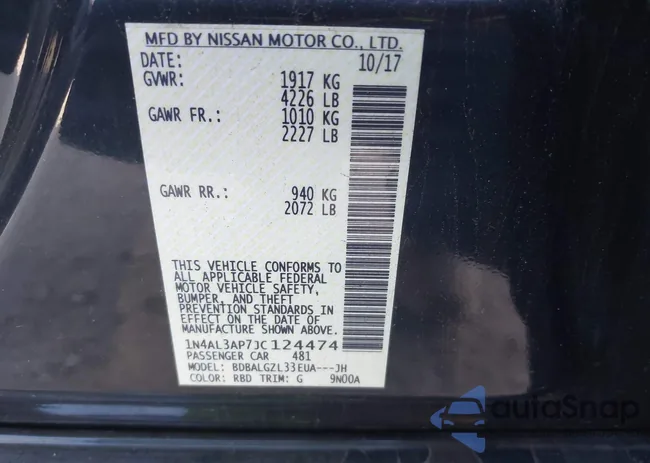 MFD BY NISSAN MOTOR CO., LTD.
DATE: 10/17
GVWR: 1917 KG
4226 LB
GAWR FR.: 1010 KG
2227 LB
GAWR RR.: 940 KG
2072 LB
THIS VEHICLE CONFORMS TO
ALL APPLICABLE FEDERAL
MOTOR VEHICLE SAFETY,
BUMPER, AND THEFT
PREVENTION STANDARDS IN
EFFECT ON THE DATE OF
MANUFACTURE SHOWN ABOVE.
1N4AL3AP7JC124474
PASSENGER CAR 481
MODEL: BDBALGZL33EUA---JH
COLOR: RBD TRIM: G 9N00A
autoSnap